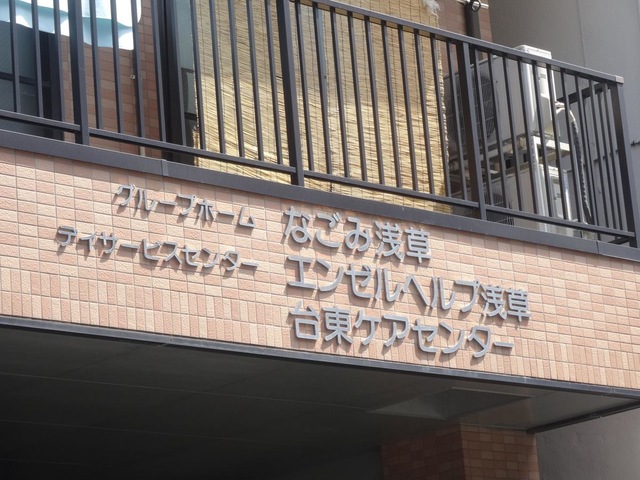 グループホーム なごみ浅草
デイサービスセンター エンゼルヘルプ浅草
台東ケアセンター